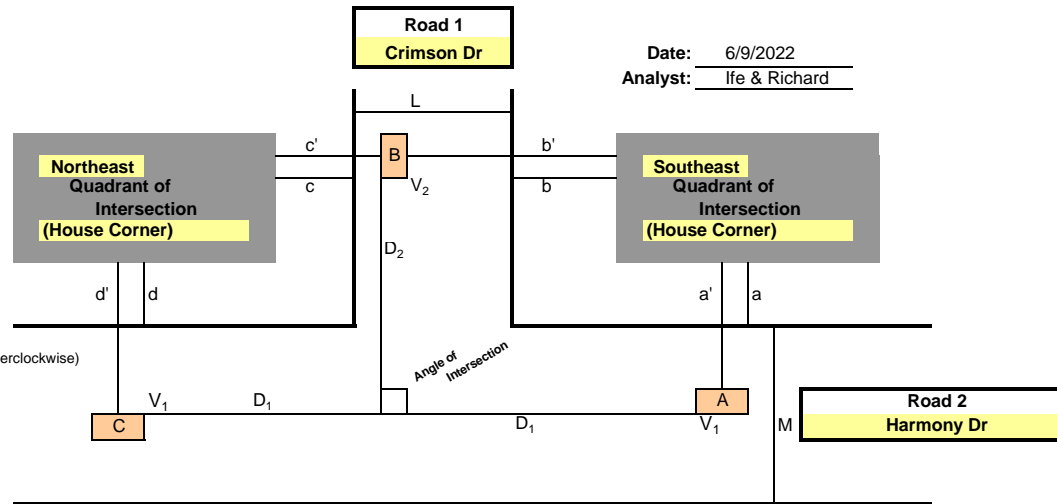 Road 1
Crimson Dr
Date: 6/9/2022
Analyst: Ife & Richard
L
c' B b'
Northeast
Quadrant of
Intersection
(House Corner)
c V2 b
Southeast
Quadrant of
Intersection
(House Corner)
D2
d' d a' a
erclockwise)
Angle of
Intersection
V1 D1 A
C D1 V1 M
Road 2
Harmony Dr